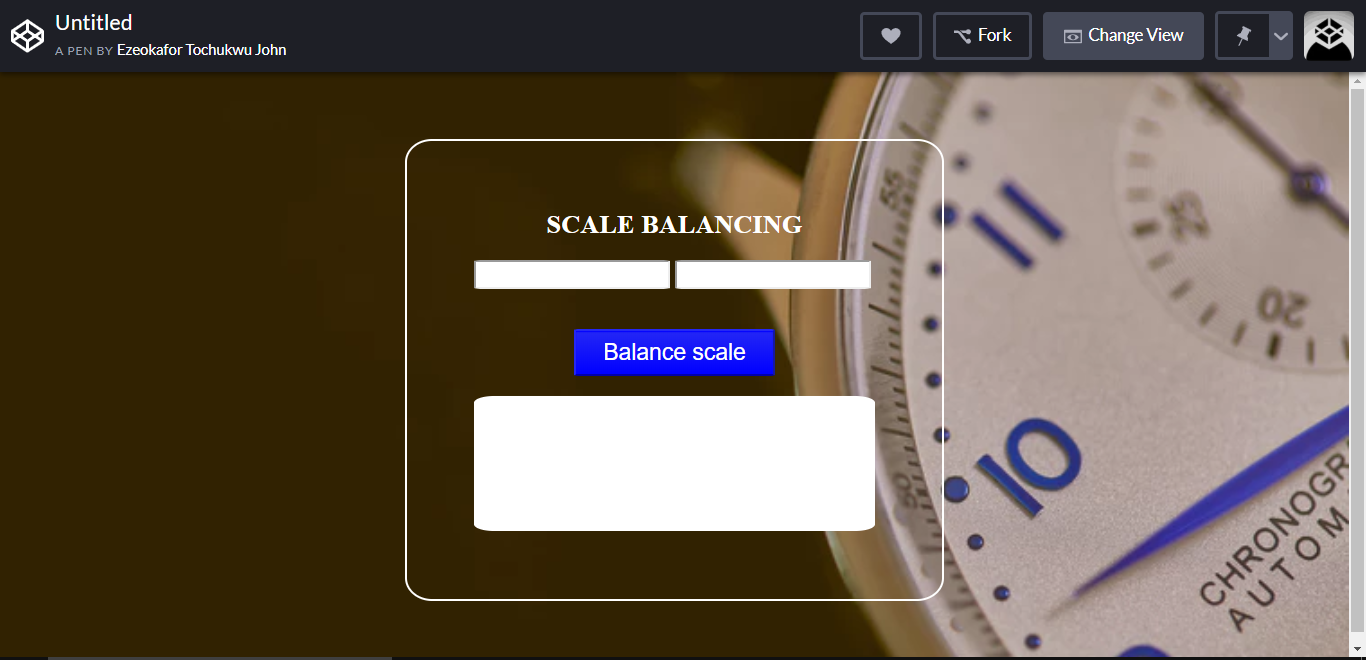 Untitled
A PEN BY Ezeokafor Tochukwu John
Fork
Change View
SCALE BALANCING
Balance scale
55
11
25
20
10
50
CHRONOGR
AUTOM